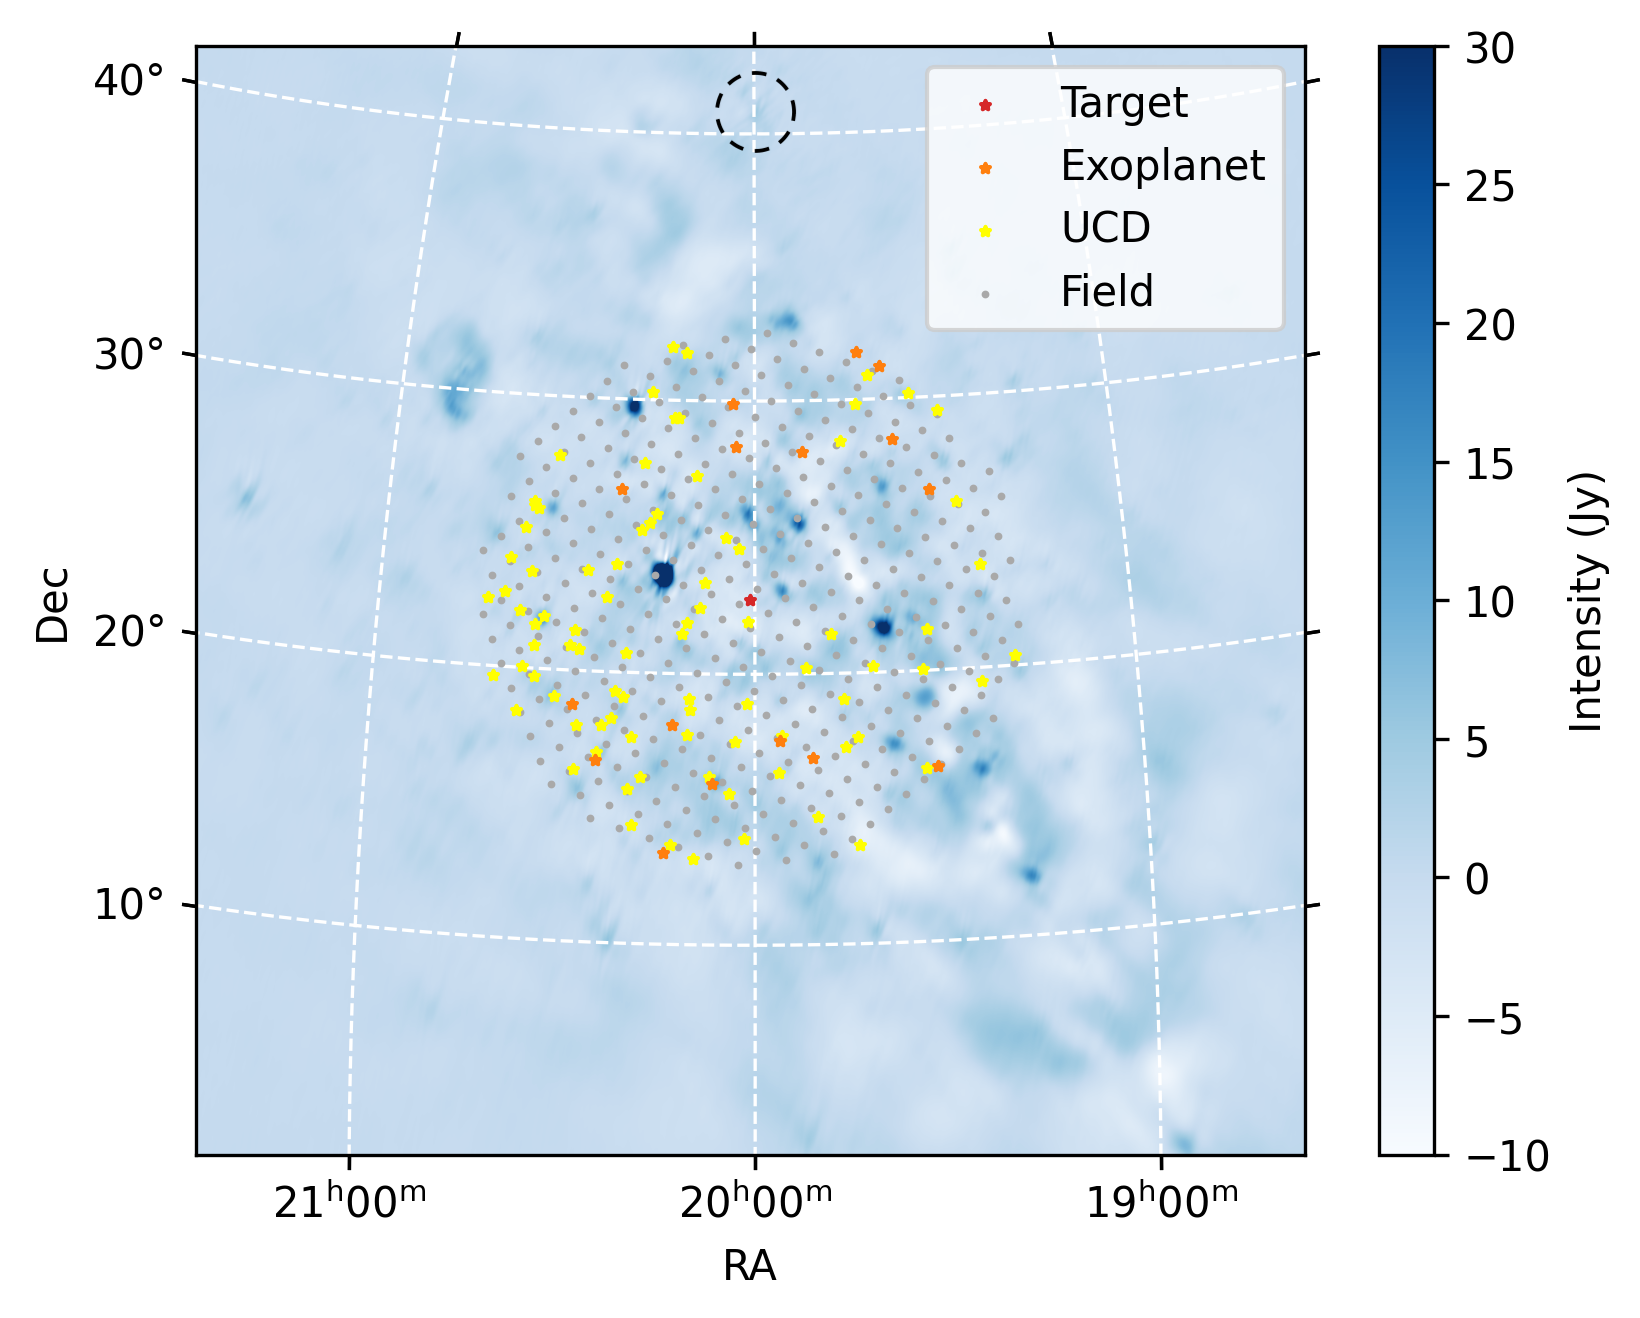 Target
Exoplanet
UCD
Field
40°
30°
20°
10°
Dec
21ʰ00ᵐ
20ʰ00ᵐ
19ʰ00ᵐ
RA
30
25
20
15
10
5
0
−5
−10
Intensity (Jy)